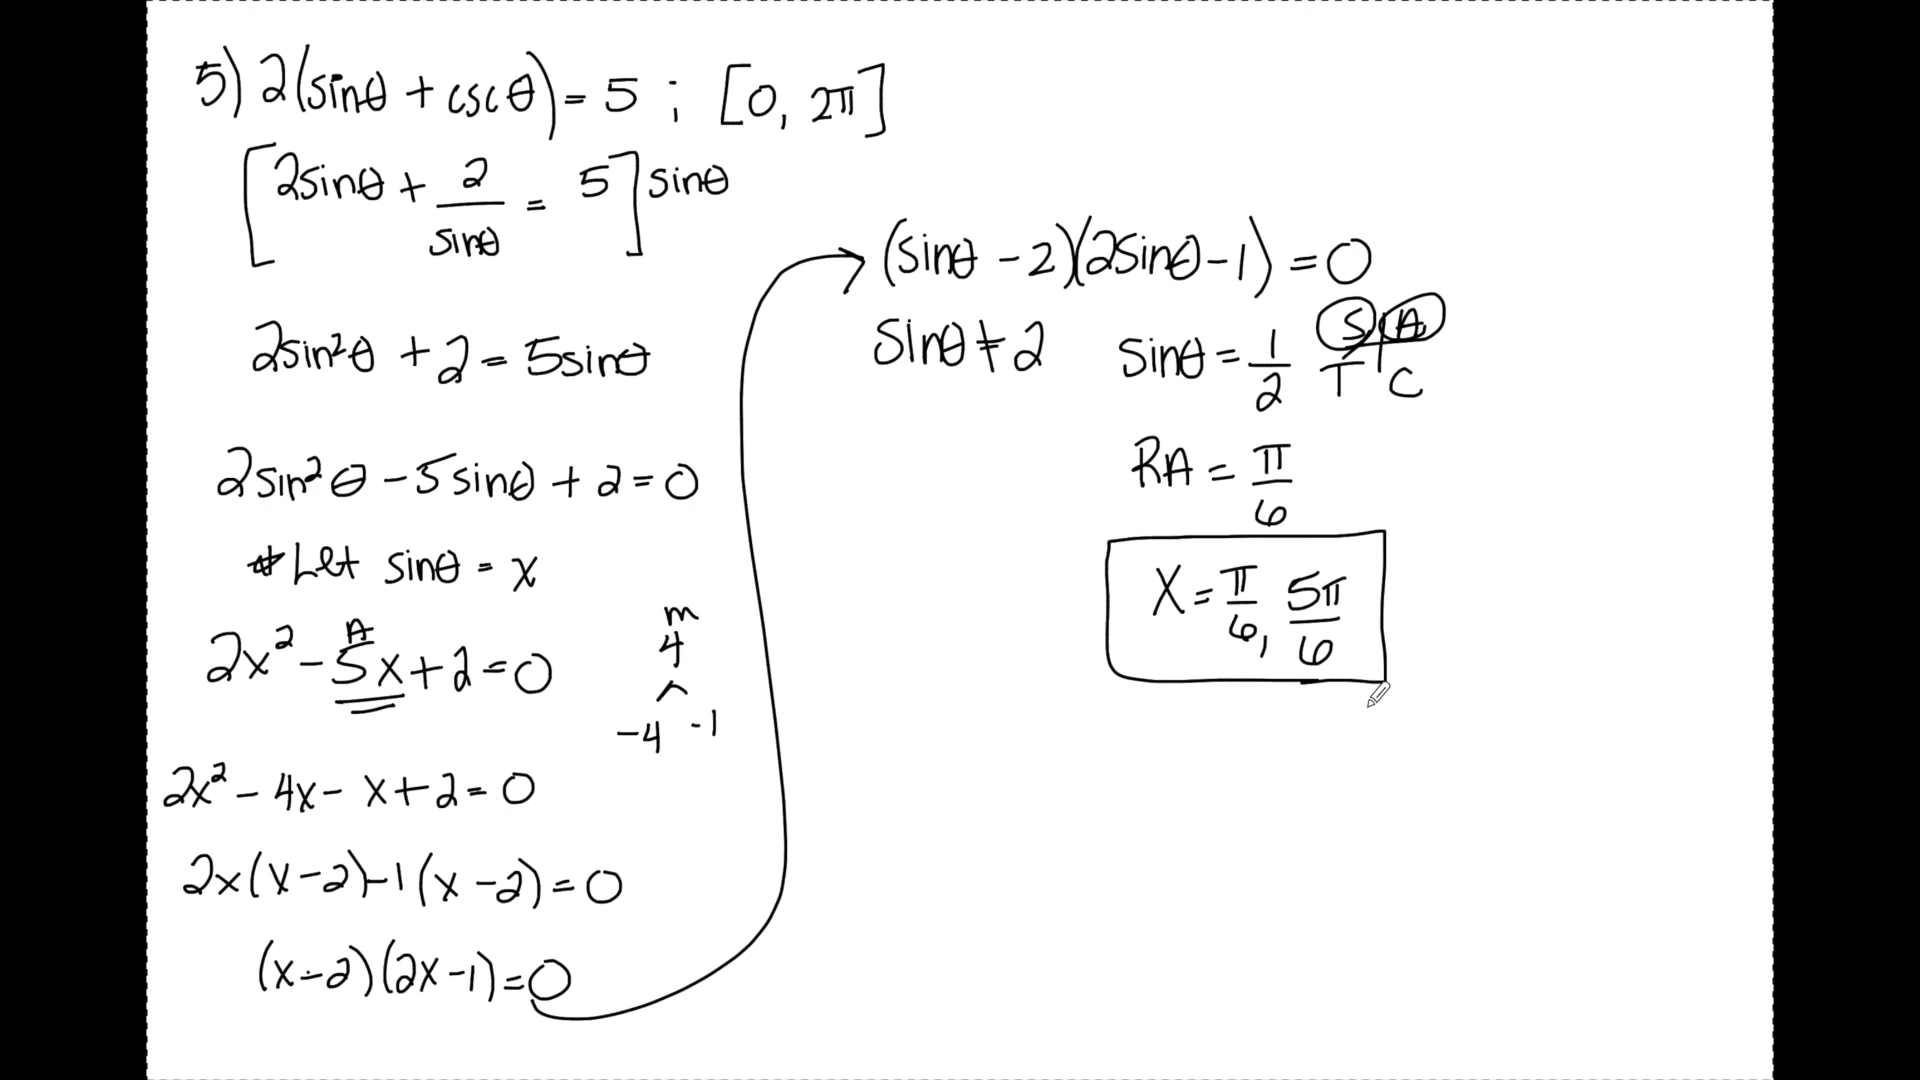 5) 2(sinθ + cscθ) = 5 ; [0, 2π]
[2sinθ + 2/sinθ = 5] sinθ
2sin²θ + 2 = 5sinθ
2sin²θ - 5sinθ + 2 = 0
* Let sinθ = x
A
2x² - 5x + 2 = 0
m
4
-4 -1
2x² - 4x - x + 2 = 0
2x(x - 2) - 1(x - 2) = 0
(x - 2)(2x - 1) = 0
(sinθ - 2)(2sinθ - 1) = 0
sinθ ≠ 2
sinθ = 1/2
S A
T C
RA = π/6
X = π/6, 5π/6